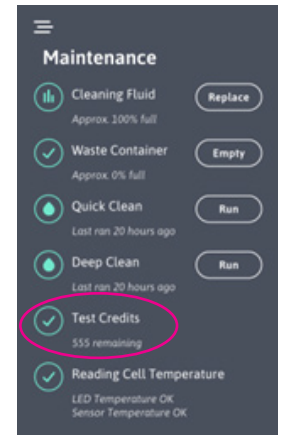 Maintenance
Cleaning Fluid
Replace
Approx. 100% full
Waste Container
Empty
Approx. 0% full
Quick Clean
Run
Last ran 20 hours ago
Deep Clean
Run
Last ran 20 hours ago
Test Credits
555 remaining
Reading Cell Temperature
LED Temperature OK
Sensor Temperature OK